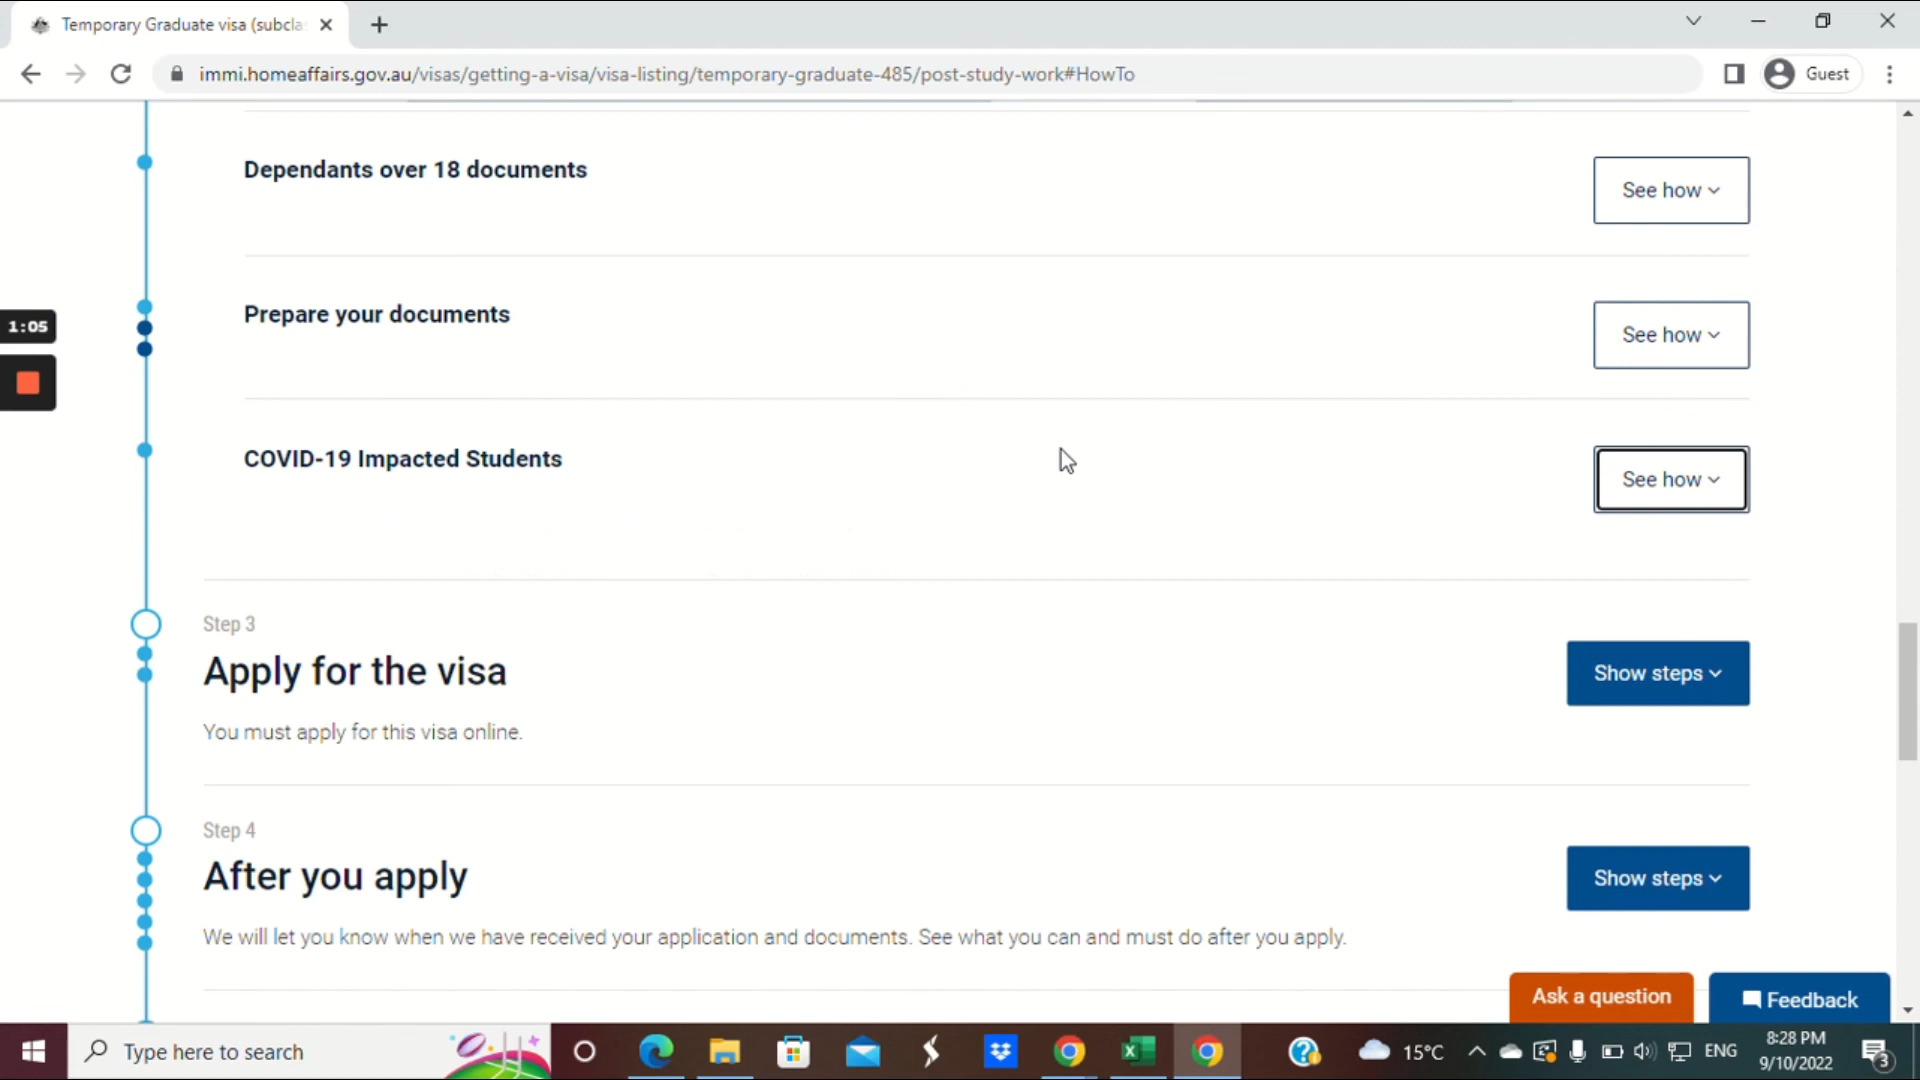 Temporary Graduate visa (subcla
immi.homeaffairs.gov.au/visas/getting-a-visa/visa-listing/temporary-graduate-485/post-study-work#HowTo
Guest
Dependants over 18 documents
See how
Prepare your documents
See how
1:05
COVID-19 Impacted Students
See how
Step 3
Apply for the visa
Show steps
You must apply for this visa online.
Step 4
After you apply
Show steps
We will let you know when we have received your application and documents. See what you can and must do after you apply.
Ask a question
Feedback
Type here to search
15°C
ENG
8:28 PM
9/10/2022
3